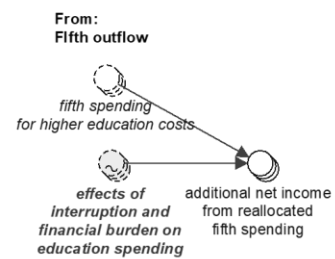 From:
FIfth outflow
fifth spending
for higher education costs
effects of
interruption and
financial burden on
education spending
additional net income
from reallocated
fifth spending